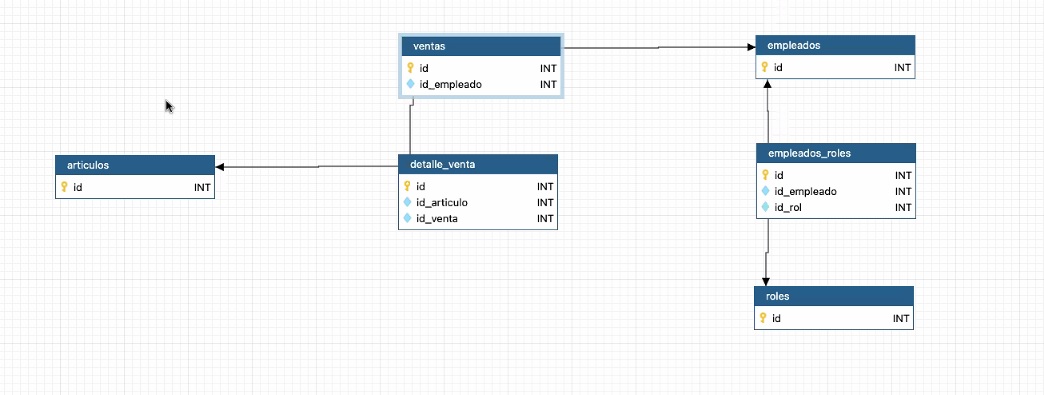 ventas
id INT
id_empleado INT
empleados
id INT
articulos
id INT
detalle_venta
id INT
id_articulo INT
id_venta INT
empleados_roles
id INT
id_empleado INT
id_rol INT
roles
id INT